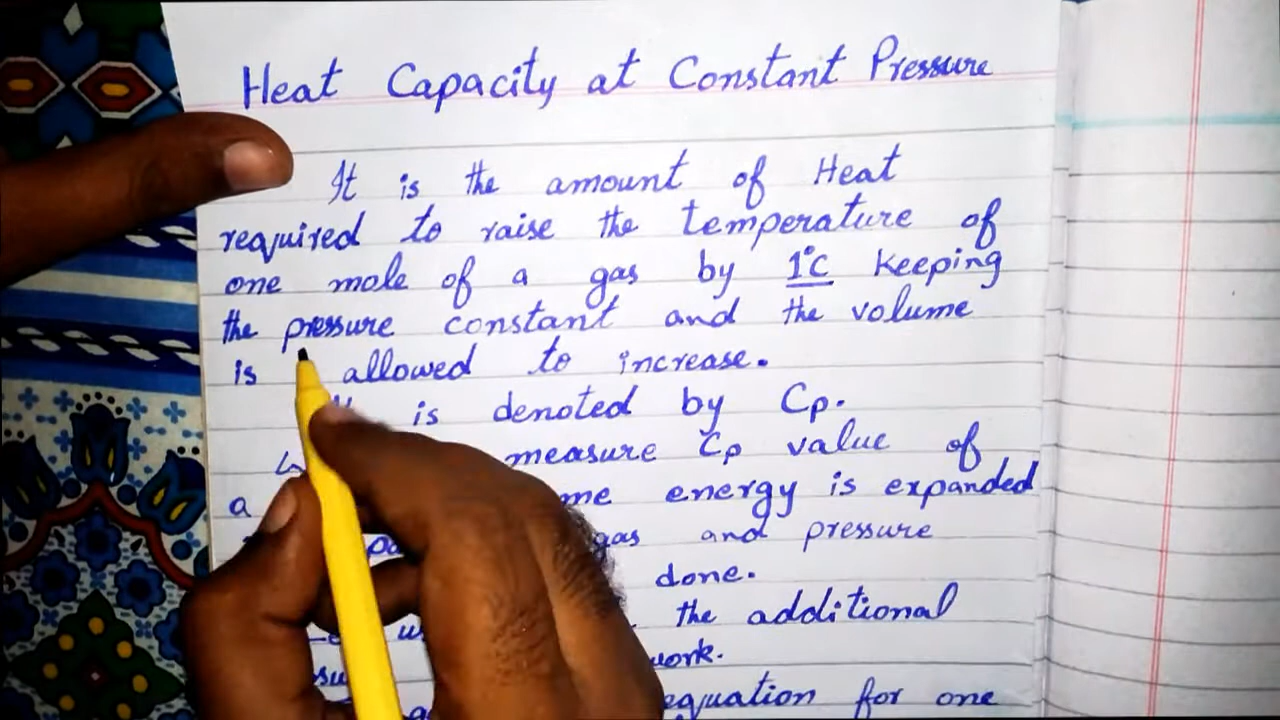 Heat Capacity at Constant Pressure
It is the amount of Heat
required to raise the temperature of
one mole of a gas by 1°C keeping
the pressure constant and the volume
is allowed to increase.
is denoted by Cp.
measure Cp value of
a energy is expanded
gas and pressure
done.
the additional
work.
equation for one